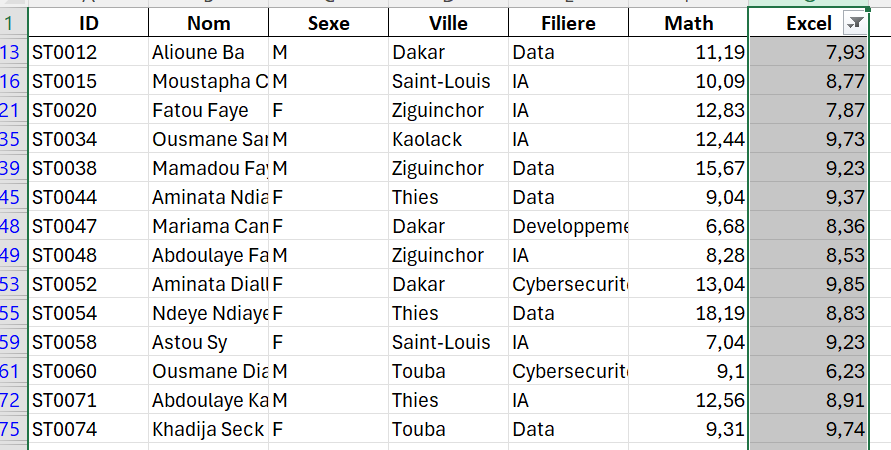 1 ID Nom Sexe Ville Filiere Math Excel
13 ST0012 Alioune Ba M Dakar Data 11,19 7,93
16 ST0015 Moustapha C M Saint-Louis IA 10,09 8,77
21 ST0020 Fatou Faye F Ziguinchor IA 12,83 7,87
35 ST0034 Ousmane Sar M Kaolack IA 12,44 9,73
39 ST0038 Mamadou Fay M Ziguinchor Data 15,67 9,23
45 ST0044 Aminata Ndia F Thies Data 9,04 9,37
48 ST0047 Mariama Cam F Dakar Developpeme 6,68 8,36
49 ST0048 Abdoulaye Fa M Ziguinchor IA 8,28 8,53
53 ST0052 Aminata Diall F Dakar Cybersecurite 13,04 9,85
55 ST0054 Ndeye Ndiaye F Thies Data 18,19 8,83
59 ST0058 Astou Sy F Saint-Louis IA 7,04 9,23
61 ST0060 Ousmane Dia M Touba Cybersecurite 9,1 6,23
72 ST0071 Abdoulaye Ka M Thies IA 12,56 8,91
75 ST0074 Khadija Seck F Touba Data 9,31 9,74